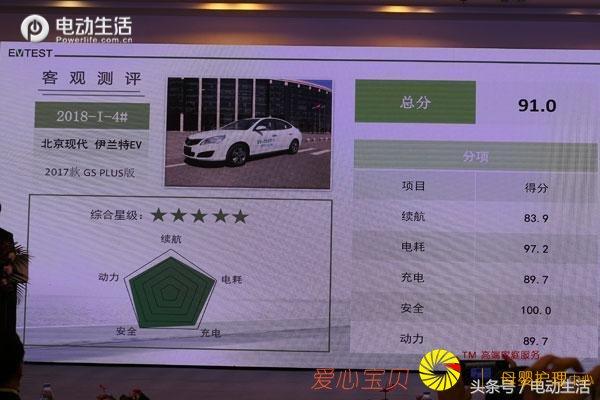 电动生活
Powerlife.com.cn
EVTEST
客观测评
2018-I-4#
北京现代 伊兰特EV
2017款 GS PLUS版
综合星级：★★★★★
续航
动力
电耗
安全
充电
总分 91.0
分项
项目 得分
续航 83.9
电耗 97.2
充电 89.7
安全 100.0
动力 89.7
TM 高端家庭服务
爱心宝贝
母婴护理中心
头条号 / 电动生活